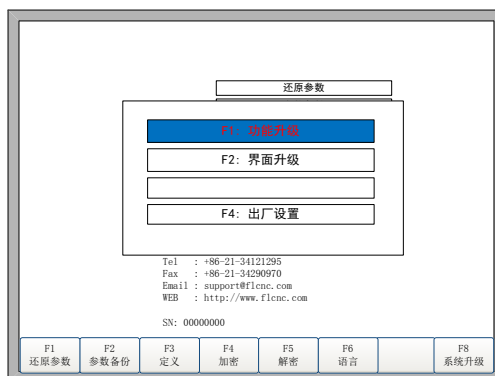 还原参数
F1: 功能升级
F2: 界面升级
F4: 出厂设置
Tel : +86-21-34121295
Fax : +86-21-34290970
Email : support@flcnc.com
WEB : http://www.flcnc.com
SN: 00000000
F1 F2 F3 F4 F5 F6 F8
还原参数 参数备份 定义 加密 解密 语言 系统升级